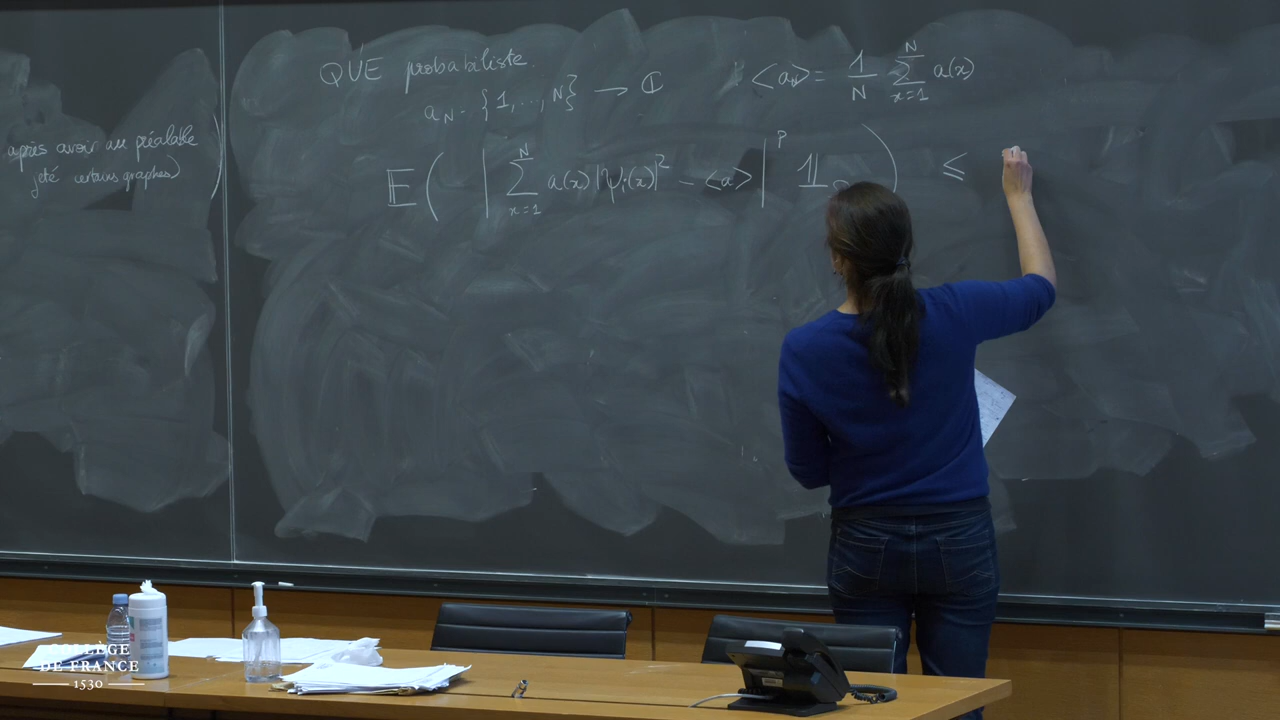 après avoir au préalable
jeté certains graphes)
QUE probabiliste.
a_N : {1, ..., N} → ℂ
<a_N> = 1/N ∑_{x=1}^{N} a(x)
𝔼( | ∑_{x=1}^{N} a(x) |ψ_i(x)|² - <a> |^p 𝟙 ) ≤
COLLÈGE
DE FRANCE
1530